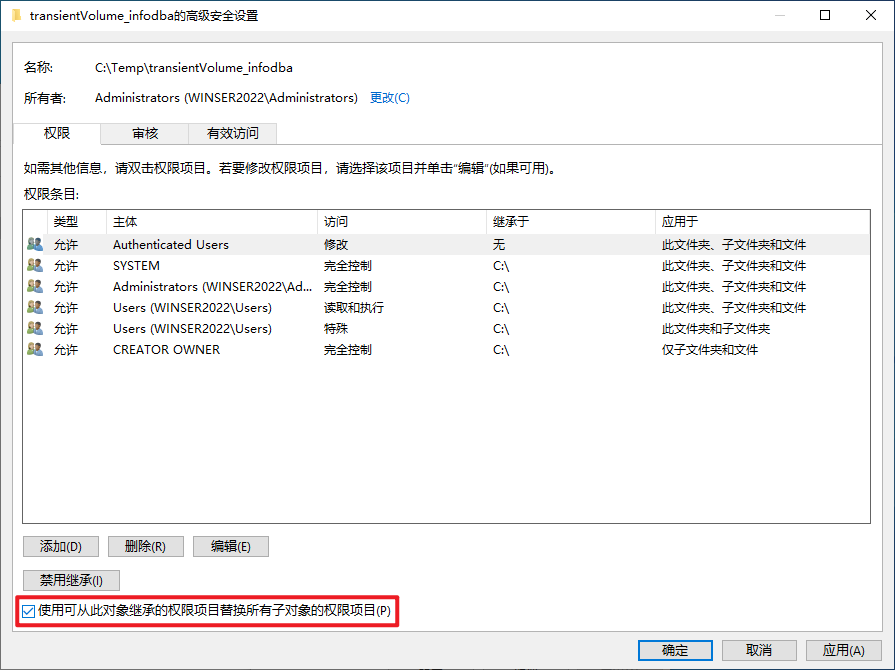 transientVolume_infodba的高级安全设置
名称: C:\Temp\transientVolume_infodba
所有者: Administrators (WINSER2022\Administrators) 更改(C)
权限 审核 有效访问
如需其他信息，请双击权限项目。若要修改权限项目，请选择该项目并单击“编辑”(如果可用)。
权限条目:
类型 主体 访问 继承于 应用于
允许 Authenticated Users 修改 无 此文件夹、子文件夹和文件
允许 SYSTEM 完全控制 C:\ 此文件夹、子文件夹和文件
允许 Administrators (WINSER2022\Ad... 完全控制 C:\ 此文件夹、子文件夹和文件
允许 Users (WINSER2022\Users) 读取和执行 C:\ 此文件夹、子文件夹和文件
允许 Users (WINSER2022\Users) 特殊 C:\ 此文件夹和子文件夹
允许 CREATOR OWNER 完全控制 C:\ 仅子文件夹和文件
添加(D) 删除(R) 编辑(E)
禁用继承(I)
使用可从此对象继承的权限项目替换所有子对象的权限项目(P)
确定 取消 应用(A)